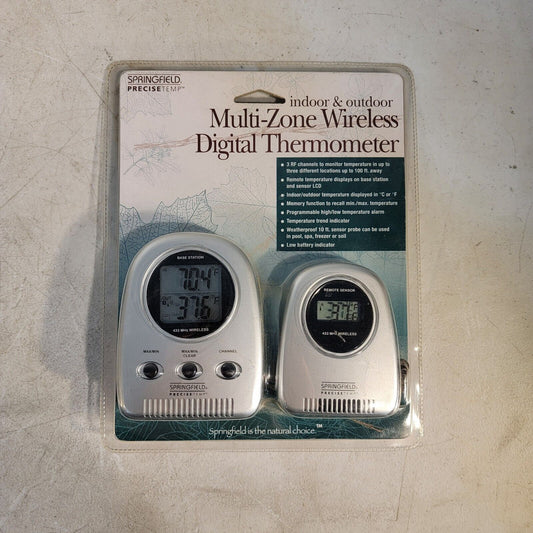 SPRINGFIELD.
PRECISETEMP™
indoor & outdoor
Multi-Zone Wireless
Digital Thermometer
• 3 RF channels to monitor temperature in up to
three different locations up to 100 ft. away
• Remote temperature displays on base station
and sensor LCD
• Indoor/outdoor temperature displayed in °C or °F
• Memory function to recall min./max. temperature
• Programmable high/low temperature alarm
• Temperature trend indicator
• Weatherproof 10 ft. sensor probe can be used
in pool, spa, freezer or soil
• Low battery indicator
BASE STATION
70.4°F
37.6°F
433 MHz WIRELESS
MAX/MIN
MAX/MIN
CLEAR
CHANNEL
SPRINGFIELD
PRECISETEMP
REMOTE SENSOR
433 MHz WIRELESS
SPRINGFIELD
PRECISETEMP
Springfield is the natural choice.™